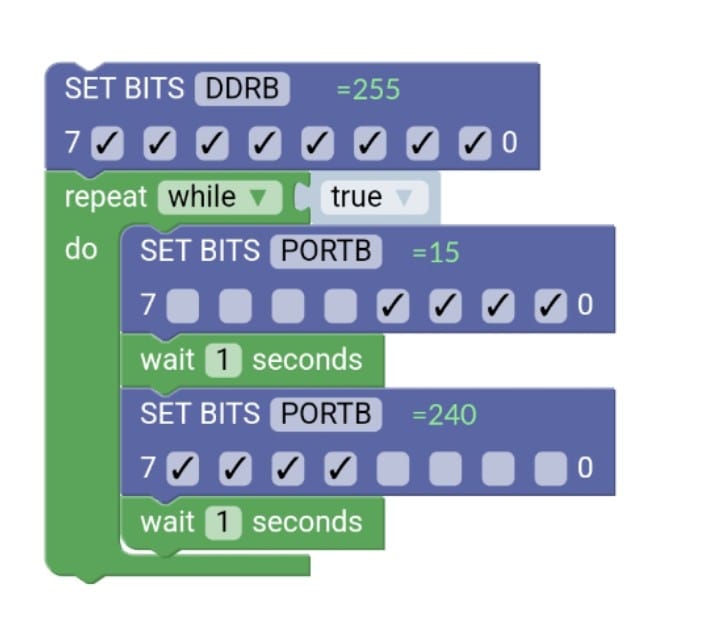 SET BITS DDRB =255
7 ✓ ✓ ✓ ✓ ✓ ✓ ✓ ✓ 0
repeat while ▼ true ▼
do SET BITS PORTB =15
7 ✓ ✓ ✓ ✓ 0
wait 1 seconds
SET BITS PORTB =240
7 ✓ ✓ ✓ ✓ 0
wait 1 seconds